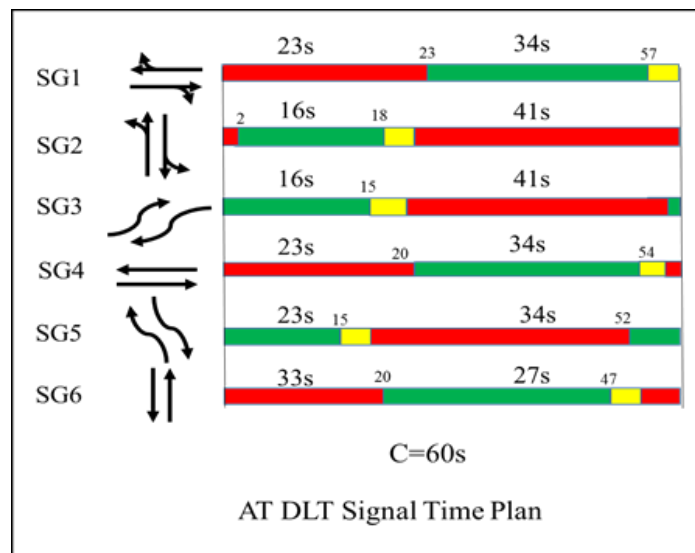 23s 34s
SG1 23 57
16s 41s
SG2 2 18
16s 41s
SG3 15
23s 34s
SG4 20 54
23s 34s
SG5 15 52
33s 27s
SG6 20 47
C=60s
AT DLT Signal Time Plan